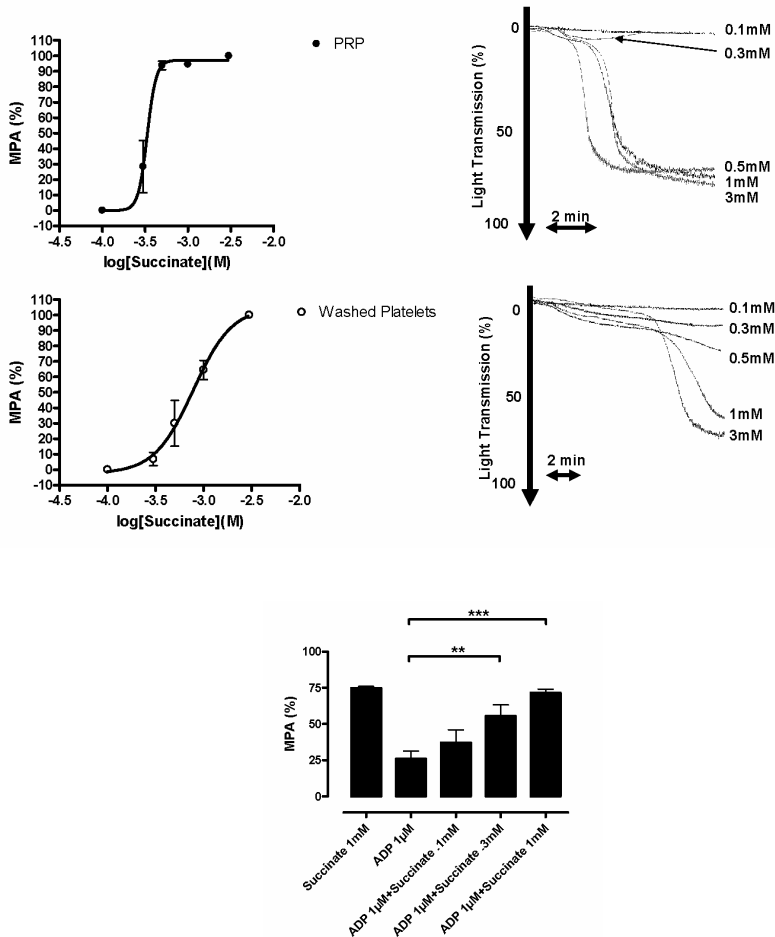 110
100
90
80
70
60
50
40
30
20
10
0
-10
MPA (%)
-4.5 -4.0 -3.5 -3.0 -2.5 -2.0
log[Succinate](M)
PRP
0
50
100
Light Transmission (%)
2 min
0.1mM
0.3mM
0.5mM
1mM
3mM
110
100
90
80
70
60
50
40
30
20
10
0
-10
MPA (%)
-4.5 -4.0 -3.5 -3.0 -2.5 -2.0
log[Succinate](M)
Washed Platelets
0
50
100
Light Transmission (%)
2 min
0.1mM
0.3mM
0.5mM
1mM
3mM
***
**
100
75
50
25
0
MPA (%)
Succinate 1mM
ADP 1µM
ADP 1µM+Succinate .1mM
ADP 1µM+Succinate .3mM
ADP 1µM+Succinate 1mM